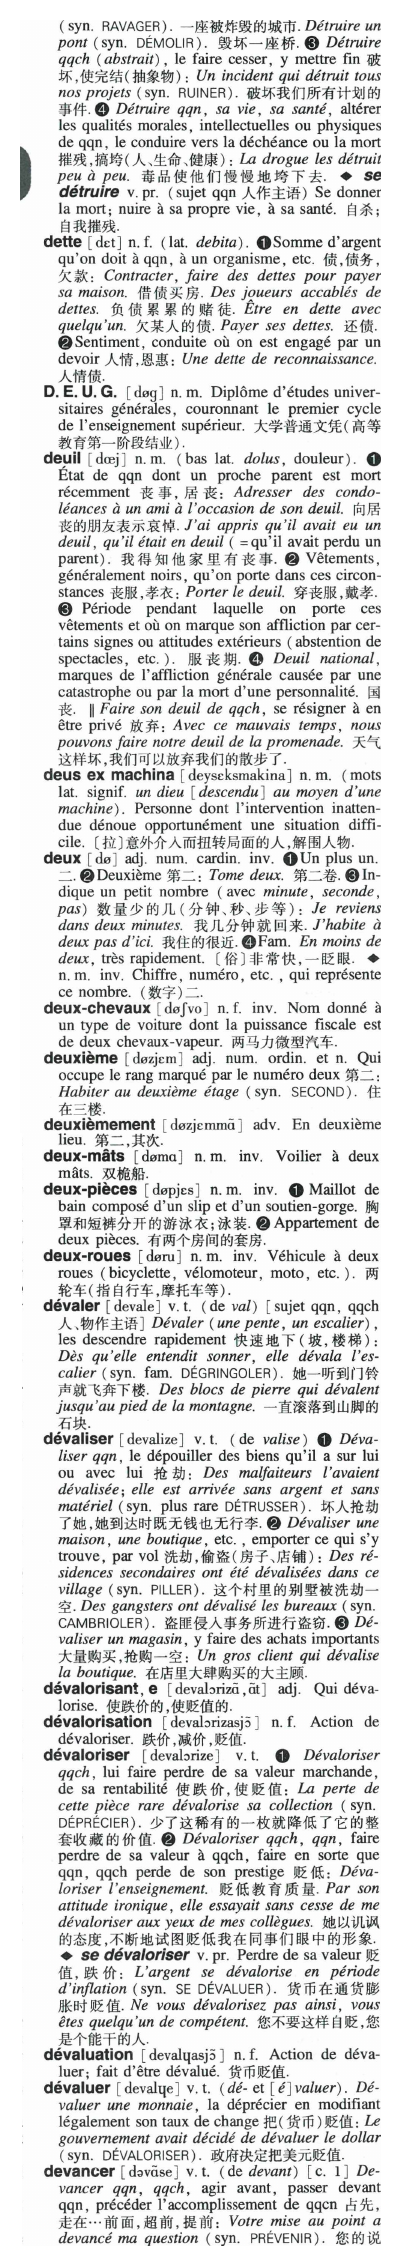 (syn. RAVAGER). 一座被炸毁的城市. Détruire un
pont (syn. DÉMOLIR). 毁坏一座桥. ❸ Détruire
qqch (abstrait), le faire cesser, y mettre fin 破
坏,使完结(抽象物): Un incident qui détruit tous
nos projets (syn. RUINER). 破坏我们所有计划的
事件. ❹ Détruire qqn, sa vie, sa santé, altérer
les qualités morales, intellectuelles ou physiques
de qqn, le conduire vers la déchéance ou la mort
摧残,搞垮(人、生命、健康): La drogue les détruit
peu à peu. 毒品使他们慢慢地垮下去. ◆ se
détruire v. pr. (sujet qqn 人作主语) Se donner
la mort; nuire à sa propre vie, à sa santé. 自杀;
自我摧残.
dette [dɛt] n. f. (lat. debita). ❶ Somme d'argent
qu'on doit à qqn, à un organisme, etc. 债,债务,
欠款: Contracter, faire des dettes pour payer
sa maison. 借债买房. Des joueurs accablés de
dettes. 负债累累的赌徒. Être en dette avec
quelqu'un. 欠某人的债. Payer ses dettes. 还债.
❷ Sentiment, conduite où on est engagé par un
devoir 人情,恩惠: Une dette de reconnaissance.
人情债.
D. E. U. G. [døg] n. m. Diplôme d'études univer-
sitaires générales, couronnant le premier cycle
de l'enseignement supérieur. 大学普通文凭(高等
教育第一阶段结业).
deuil [dœj] n. m. (bas lat. dolus, douleur). ❶
État de qqn dont un proche parent est mort
récemment 丧事,居丧: Adresser des condo-
léances à un ami à l'occasion de son deuil. 向居
丧的朋友表示哀悼. J'ai appris qu'il avait eu un
deuil, qu'il était en deuil (=qu'il avait perdu un
parent). 我得知他家里有丧事. ❷ Vêtements,
généralement noirs, qu'on porte dans ces circon-
stances 丧服,孝衣: Porter le deuil. 穿丧服,戴孝.
❸ Période pendant laquelle on porte ces
vêtements et où on marque son affliction par cer-
tains signes ou attitudes extérieurs (abstention de
spectacles, etc.). 服丧期. ❹ Deuil national,
marques de l'affliction générale causée par une
catastrophe ou par la mort d'une personnalité. 国
丧. ‖ Faire son deuil de qqch, se résigner à en
être privé 放弃: Avec ce mauvais temps, nous
pouvons faire notre deuil de la promenade. 天气
这样坏,我们可以放弃我们的散步了.
deus ex machina [deysɛksmakina] n. m. (mots
lat. signif. un dieu [descendu] au moyen d'une
machine). Personne dont l'intervention inatten-
due dénoue opportunément une situation diffi-
cile. [拉]意外介入而扭转局面的人,解围人物.
deux [dø] adj. num. cardin. inv. ❶ Un plus un.
二. ❷ Deuxième 第二: Tome deux. 第二卷. ❸ In-
dique un petit nombre (avec minute, seconde,
pas) 数量少的几(分钟、秒、步等): Je reviens
dans deux minutes. 我几分钟就回来. J'habite à
deux pas d'ici. 我住的很近. ❹ Fam. En moins de
deux, très rapidement. [俗]非常快,一眨眼. ◆
n. m. inv. Chiffre, numéro, etc., qui représente
ce nombre. (数字)二.
deux-chevaux [døʃvo] n. f. inv. Nom donné à
un type de voiture dont la puissance fiscale est
de deux chevaux-vapeur. 两马力微型汽车.
deuxième [døzjɛm] adj. num. ordin. et n. Qui
occupe le rang marqué par le numéro deux 第二:
Habiter au deuxième étage (syn. SECOND). 住
在三楼.
deuxièmement [døzjɛmmɑ̃] adv. En deuxième
lieu. 第二,其次.
deux-mâts [døma] n. m. inv. Voilier à deux
mâts. 双桅船.
deux-pièces [døpjɛs] n. m. inv. ❶ Maillot de
bain composé d'un slip et d'un soutien-gorge. 胸
罩和短裤分开的游泳衣;泳装. ❷ Appartement de
deux pièces. 有两个房间的套房.
deux-roues [døru] n. m. inv. Véhicule à deux
roues (bicyclette, vélomoteur, moto, etc.). 两
轮车(指自行车,摩托车等).
dévaler [devale] v. t. (de val) [sujet qqn, qqch
人、物作主语] Dévaler (une pente, un escalier),
les descendre rapidement 快速地下(坡,楼梯):
Dès qu'elle entendit sonner, elle dévala l'es-
calier (syn. fam. DÉGRINGOLER). 她一听到门铃
声就飞奔下楼. Des blocs de pierre qui dévalent
jusqu'au pied de la montagne. 一直滚落到山脚的
石块.
dévaliser [devalize] v. t. (de valise) ❶ Déva-
liser qqn, le dépouiller des biens qu'il a sur lui
ou avec lui 抢劫: Des malfaiteurs l'avaient
dévalisée; elle est arrivée sans argent et sans
matériel (syn. plus rare DÉTRUSSER). 坏人抢劫
了她,她到达时既无钱也无行李. ❷ Dévaliser une
maison, une boutique, etc., emporter ce qui s'y
trouve, par vol 洗劫,偷盗(房子、店铺): Des ré-
sidences secondaires ont été dévalisées dans ce
village (syn. PILLER). 这个村里的别墅被洗劫一
空. Des gangsters ont dévalisé les bureaux (syn.
CAMBRIOLER). 盗匪侵入事务所进行盗窃. ❸ Dé-
valiser un magasin, y faire des achats importants
大量购买,抢购一空: Un gros client qui dévalise
la boutique. 在店里大肆购买的大主顾.
dévalorisant, e [devalɔrizɑ̃, ɑ̃t] adj. Qui déva-
lorise. 使跌价的,使贬值的.
dévalorisation [devalɔrizasjɔ̃] n. f. Action de
dévaloriser. 跌价,减价,贬值.
dévaloriser [devalɔrize] v. t. ❶ Dévaloriser
qqch, lui faire perdre de sa valeur marchande,
de sa rentabilité 使跌价,使贬值: La perte de
cette pièce rare dévalorise sa collection (syn.
DÉPRÉCIER). 少了这稀有的一枚就降低了它的整
套收藏的价值. ❷ Dévaloriser qqch, qqn, faire
perdre de sa valeur à qqch, faire en sorte que
qqn, qqch perde de son prestige 贬低: Déva-
loriser l'enseignement. 贬低教育质量. Par son
attitude ironique, elle essayait sans cesse de me
dévaloriser aux yeux de mes collègues. 她以讥讽
的态度,不断地试图贬低我在同事们眼中的形象.
◆ se dévaloriser v. pr. Perdre de sa valeur 贬
值,跌价: L'argent se dévalorise en période
d'inflation (syn. SE DÉVALUER). 货币在通货膨
胀时贬值. Ne vous dévalorisez pas ainsi, vous
êtes quelqu'un de compétent. 您不要这样自贬,您
是个能干的人.
dévaluation [devalɥasjɔ̃] n. f. Action de déva-
luer; fait d'être dévalué. 货币贬值.
dévaluer [devalɥe] v. t. (dé- et [é]valuer). Dé-
valuer une monnaie, la déprécier en modifiant
légalement son taux de change 把(货币)贬值: Le
gouvernement avait décidé de dévaluer le dollar
(syn. DÉVALORISER). 政府决定把美元贬值.
devancer [dəvɑ̃se] v. t. (de devant) [c. 1] De-
vancer qqn, qqch, agir avant, passer devant
qqn, précéder l'accomplissement de qqcn 占先,
走在…前面,超前,提前: Votre mise au point a
devancé ma question (syn. PRÉVENIR). 您的说